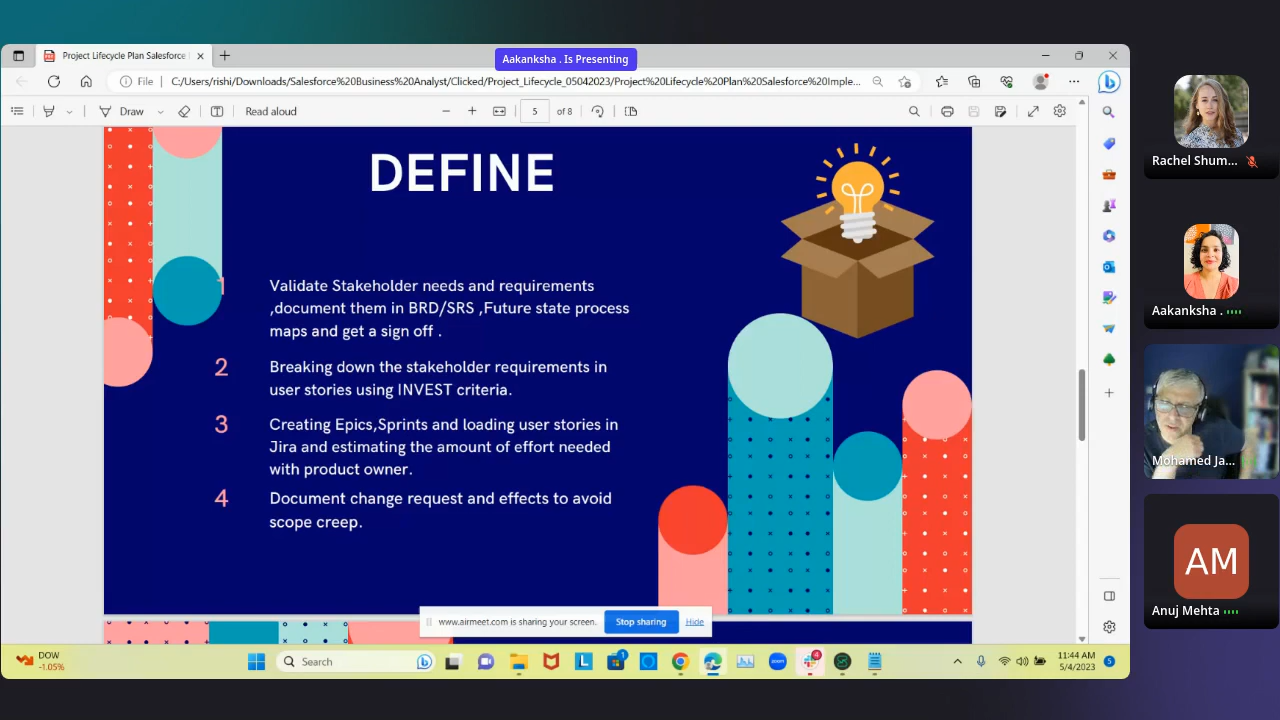 Aakanksha . Is Presenting
Project Lifecycle Plan Salesforce
File
C:/Users/rishi/Downloads/Salesforce%20Business%20Analyst/Clicked/Project_Lifecycle_05042023/Project%20Lifecycle%20Plan%20Salesforce%20Imple...
Draw
Read aloud
5
of 8
DEFINE
1
Validate Stakeholder needs and requirements
,document them in BRD/SRS ,Future state process
maps and get a sign off .
2
Breaking down the stakeholder requirements in
user stories using INVEST criteria.
3
Creating Epics,Sprints and loading user stories in
Jira and estimating the amount of effort needed
with product owner.
4
Document change request and effects to avoid
scope creep.
www.airmeet.com is sharing your screen.
Stop sharing
Hide
DOW
-1.05%
Search
11:44 AM
5/4/2023
Rachel Shum...
Aakanksha .
Mohamed Ja...
AM
Anuj Mehta